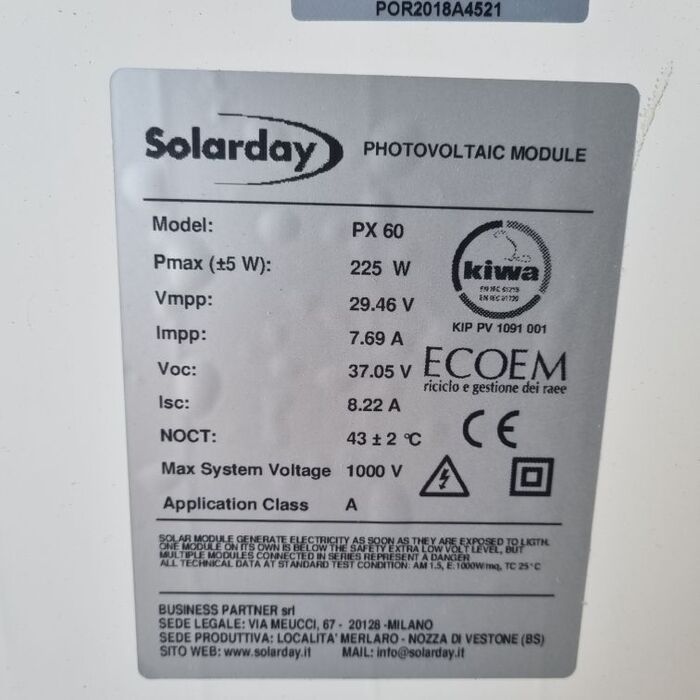 POR2018A4521
Solarday
PHOTOVOLTAIC MODULE
Model: PX 60
Pmax (±5 W): 225 W
Vmpp: 29.46 V
Impp: 7.69 A
Voc: 37.05 V
Isc: 8.22 A
NOCT: 43 ± 2 °C
Max System Voltage 1000 V
Application Class A
kiwa
EN IEC 61215
EN IEC 61730
KIP PV 1091 001
ECOEM
riciclo e gestione dei raee
CE
SOLAR MODULE GENERATE ELECTRICITY AS SOON AS THEY ARE EXPOSED TO LIGTH.
ONE MODULE ON ITS OWN IS BELOW THE SAFETY EXTRA LOW VOLT LEVEL, BUT
MULTIPLE MODULES CONNECTED IN SERIES REPRESENT A DANGER
ALL TECHNICAL DATA AT STANDARD TEST CONDITION: AM 1.5, E:1000W/mq, TC 25°C
BUSINESS PARTNER srl
SEDE LEGALE: VIA MEUCCI, 67 - 20128 -MILANO
SEDE PRODUTTIVA: LOCALITA' MERLARO - NOZZA DI VESTONE (BS)
SITO WEB: www.solarday.it MAIL: info@solarday.it